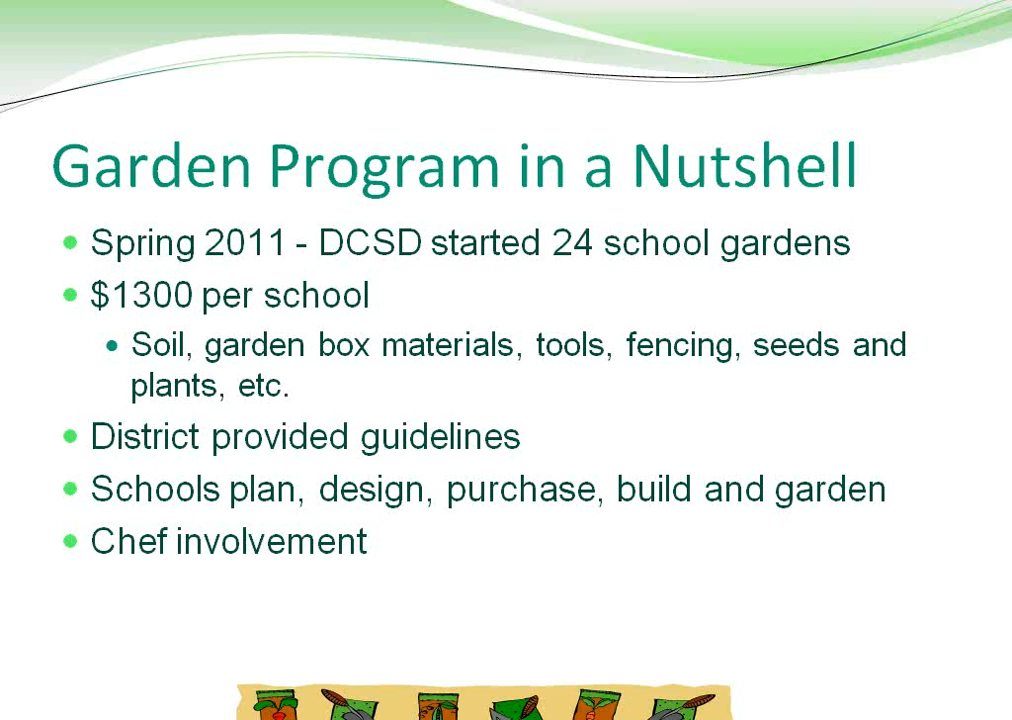 Garden Program in a Nutshell
Spring 2011 - DCSD started 24 school gardens
$1300 per school
Soil, garden box materials, tools, fencing, seeds and
plants, etc.
District provided guidelines
Schools plan, design, purchase, build and garden
Chef involvement